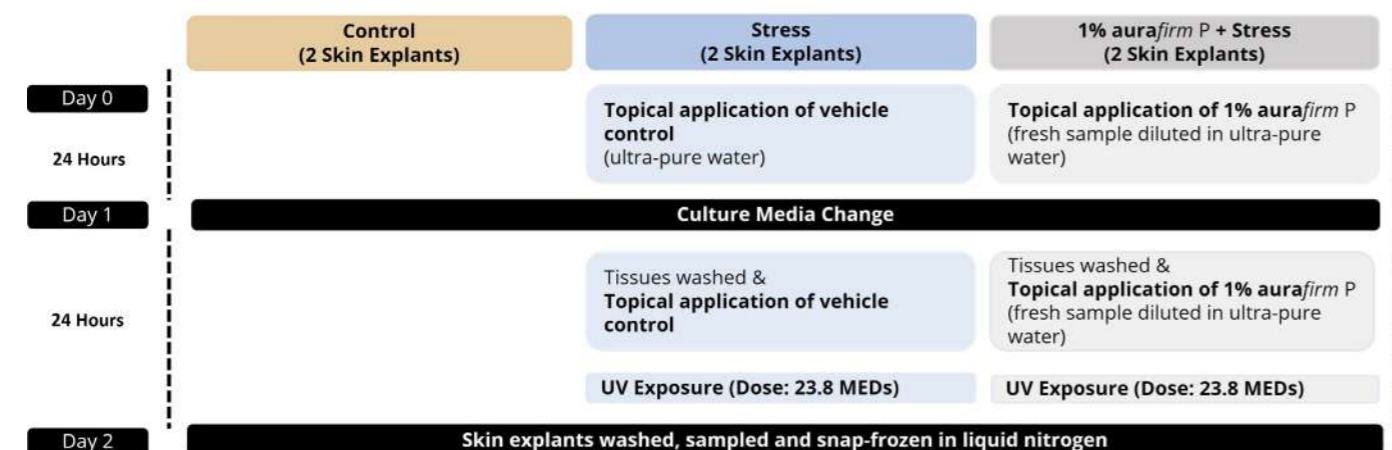 Control
(2 Skin Explants)
Stress
(2 Skin Explants)
1% aurafirm P + Stress
(2 Skin Explants)
Day 0
24 Hours
Topical application of vehicle
control
(ultra-pure water)
Topical application of 1% aurafirm P
(fresh sample diluted in ultra-pure
water)
Day 1
Culture Media Change
24 Hours
Tissues washed &
Topical application of vehicle
control
Tissues washed &
Topical application of 1% aurafirm P
(fresh sample diluted in ultra-pure
water)
UV Exposure (Dose: 23.8 MEDs)
UV Exposure (Dose: 23.8 MEDs)
Day 2
Skin explants washed, sampled and snap-frozen in liquid nitrogen